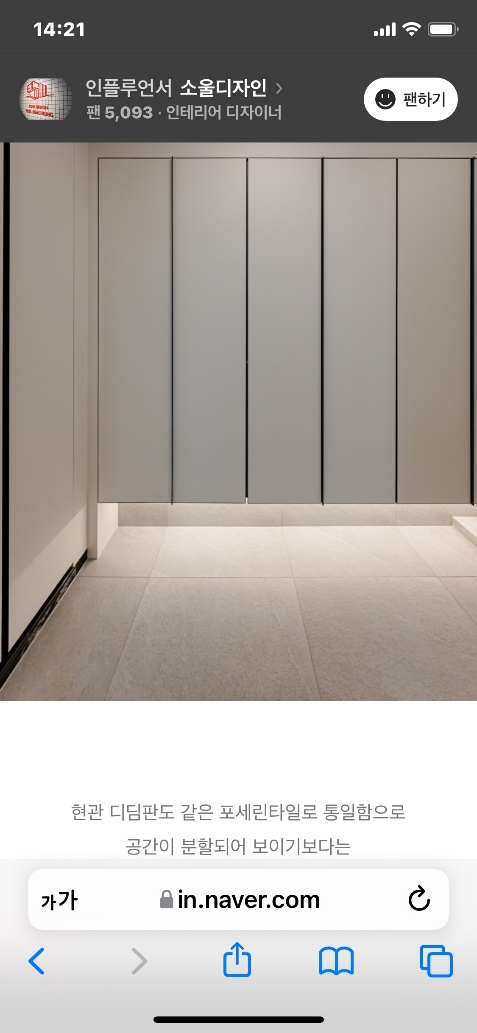 14:21
인플루언서 소울디자인
팬 5,093 · 인테리어 디자이너
팬하기
현관 디딤판도 같은 포세린타일로 통일함으로
공간이 분할되어 보이기보다는
가가
in.naver.com